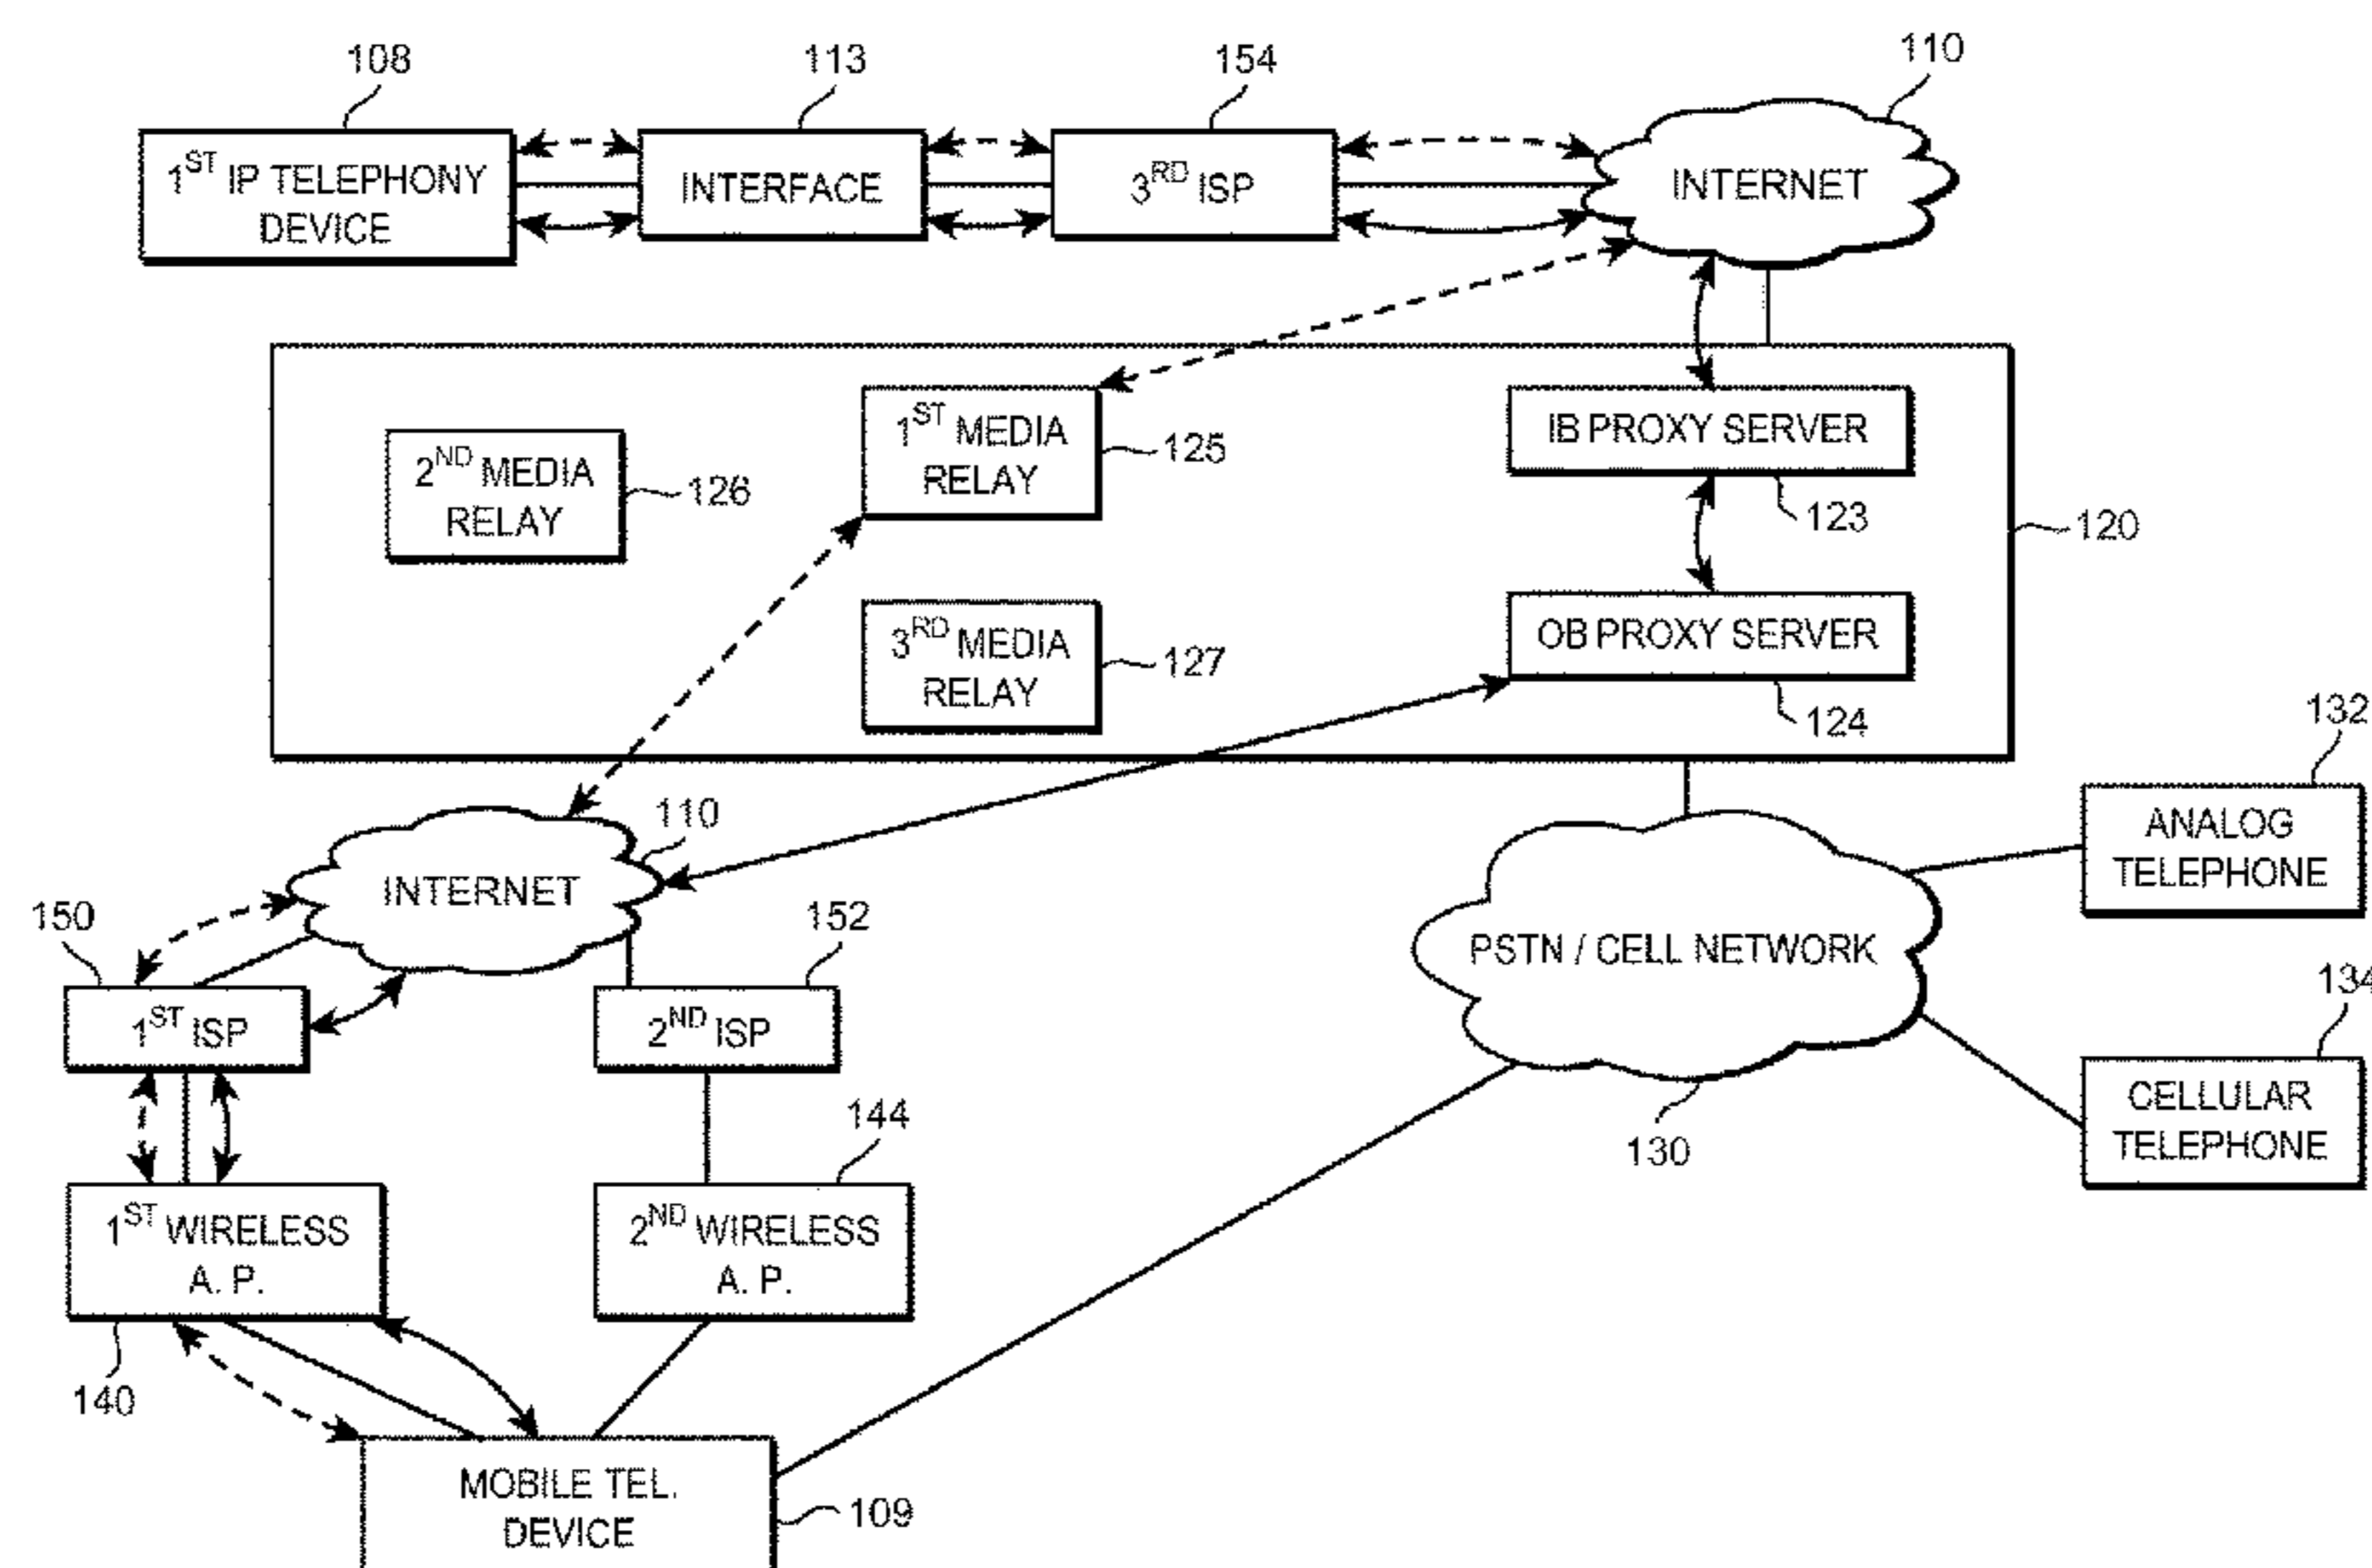 108
113
154
110
1ST IP TELEPHONY
DEVICE
INTERFACE
3RD ISP
INTERNET
1ST MEDIA
RELAY
125
IB PROXY SERVER
123
2ND MEDIA
RELAY
126
120
3RD MEDIA
RELAY
127
OB PROXY SERVER
124
132
110
ANALOG
TELEPHONE
INTERNET
150
152
PSTN / CELL NETWORK
134
1ST ISP
2ND ISP
144
CELLULAR
TELEPHONE
130
1ST WIRELESS
A. P.
2ND WIRELESS
A. P.
140
MOBILE TEL.
DEVICE
109